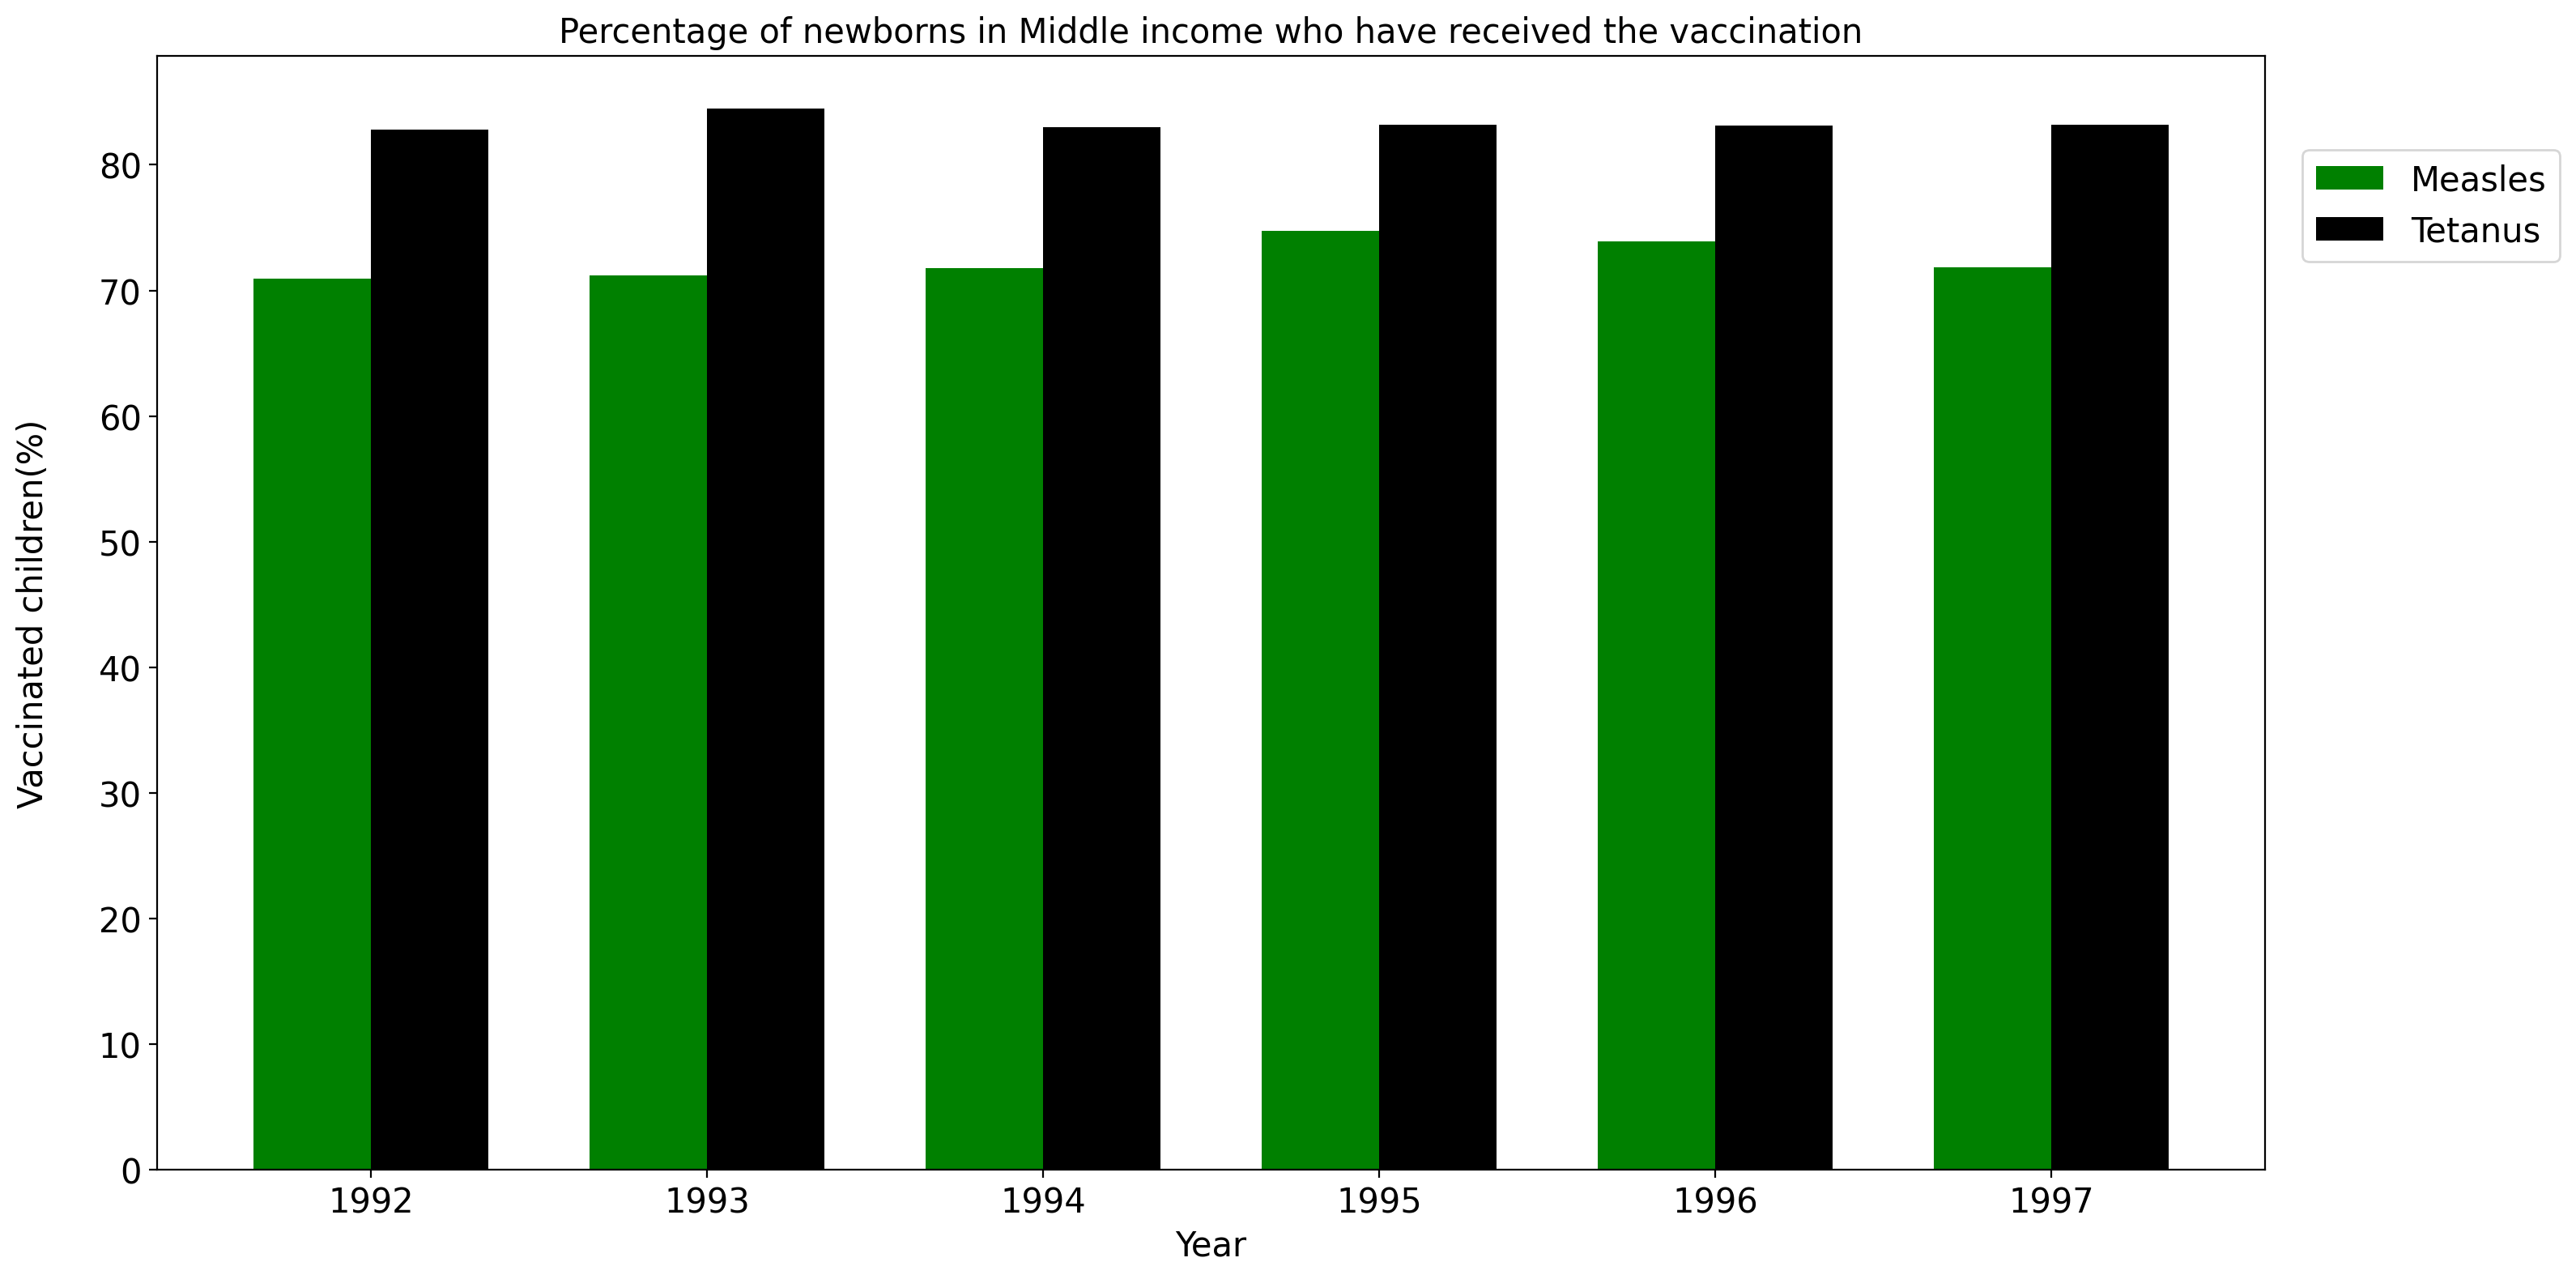 Percentage of newborns in Middle income who have received the vaccination
Vaccinated children(%)
80
70
60
50
40
30
20
10
0
1992 1993 1994 1995 1996 1997
Year
Measles
Tetanus